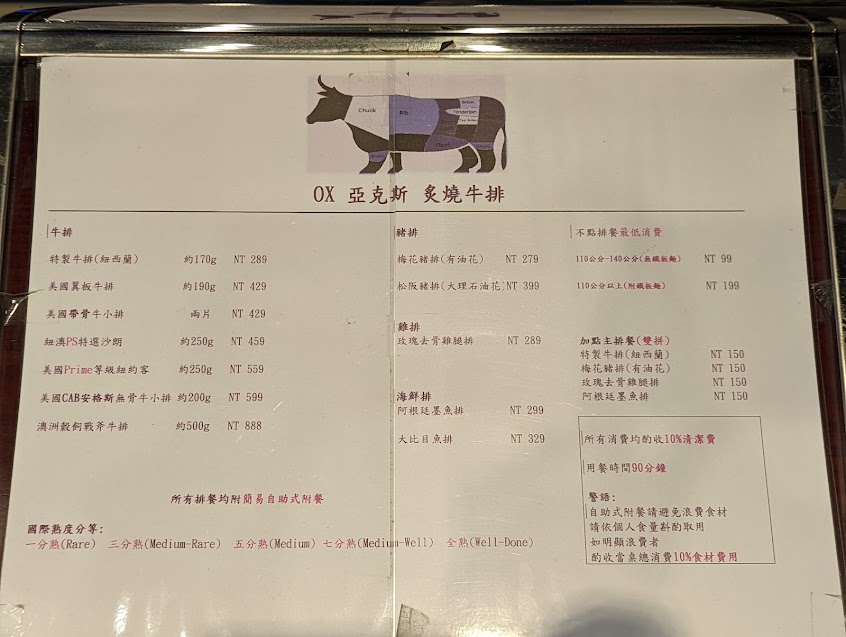 Chuck
Rib
Sirloin
Tenderloin
Top Sirloin
Flank
Shank
OX 亞克斯 炙燒牛排
牛排
特製牛排(紐西蘭) 約170g NT 289
美國翼板牛排 約190g NT 429
美國帶骨牛小排 兩片 NT 429
紐澳PS特選沙朗 約250g NT 459
美國Prime等級紐約客 約250g NT 559
美國CAB安格斯無骨牛小排 約200g NT 599
澳洲穀飼戰斧牛排 約500g NT 888
豬排
梅花豬排(有油花) NT 279
松阪豬排(大理石油花) NT 399
雞排
玫瑰去骨雞腿排 NT 289
海鮮排
阿根廷墨魚排 NT 299
大比目魚排 NT 329
不點排餐最低消費
110公分-140公分(無鐵板麵) NT 99
110公分以上(附鐵板麵) NT 199
加點主排餐(雙拼)
特製牛排(紐西蘭) NT 150
梅花豬排(有油花) NT 150
玫瑰去骨雞腿排 NT 150
阿根廷墨魚排 NT 150
所有消費均酌收10%清潔費
用餐時間90分鐘
警語:
自助式附餐請避免浪費食材
請依個人食量斟酌取用
如明顯浪費者
酌收當桌總消費10%食材費用
所有排餐均附簡易自助式附餐
國際熟度分等:
一分熟(Rare) 三分熟(Medium-Rare) 五分熟(Medium) 七分熟(Medium-Well) 全熟(Well-Done)